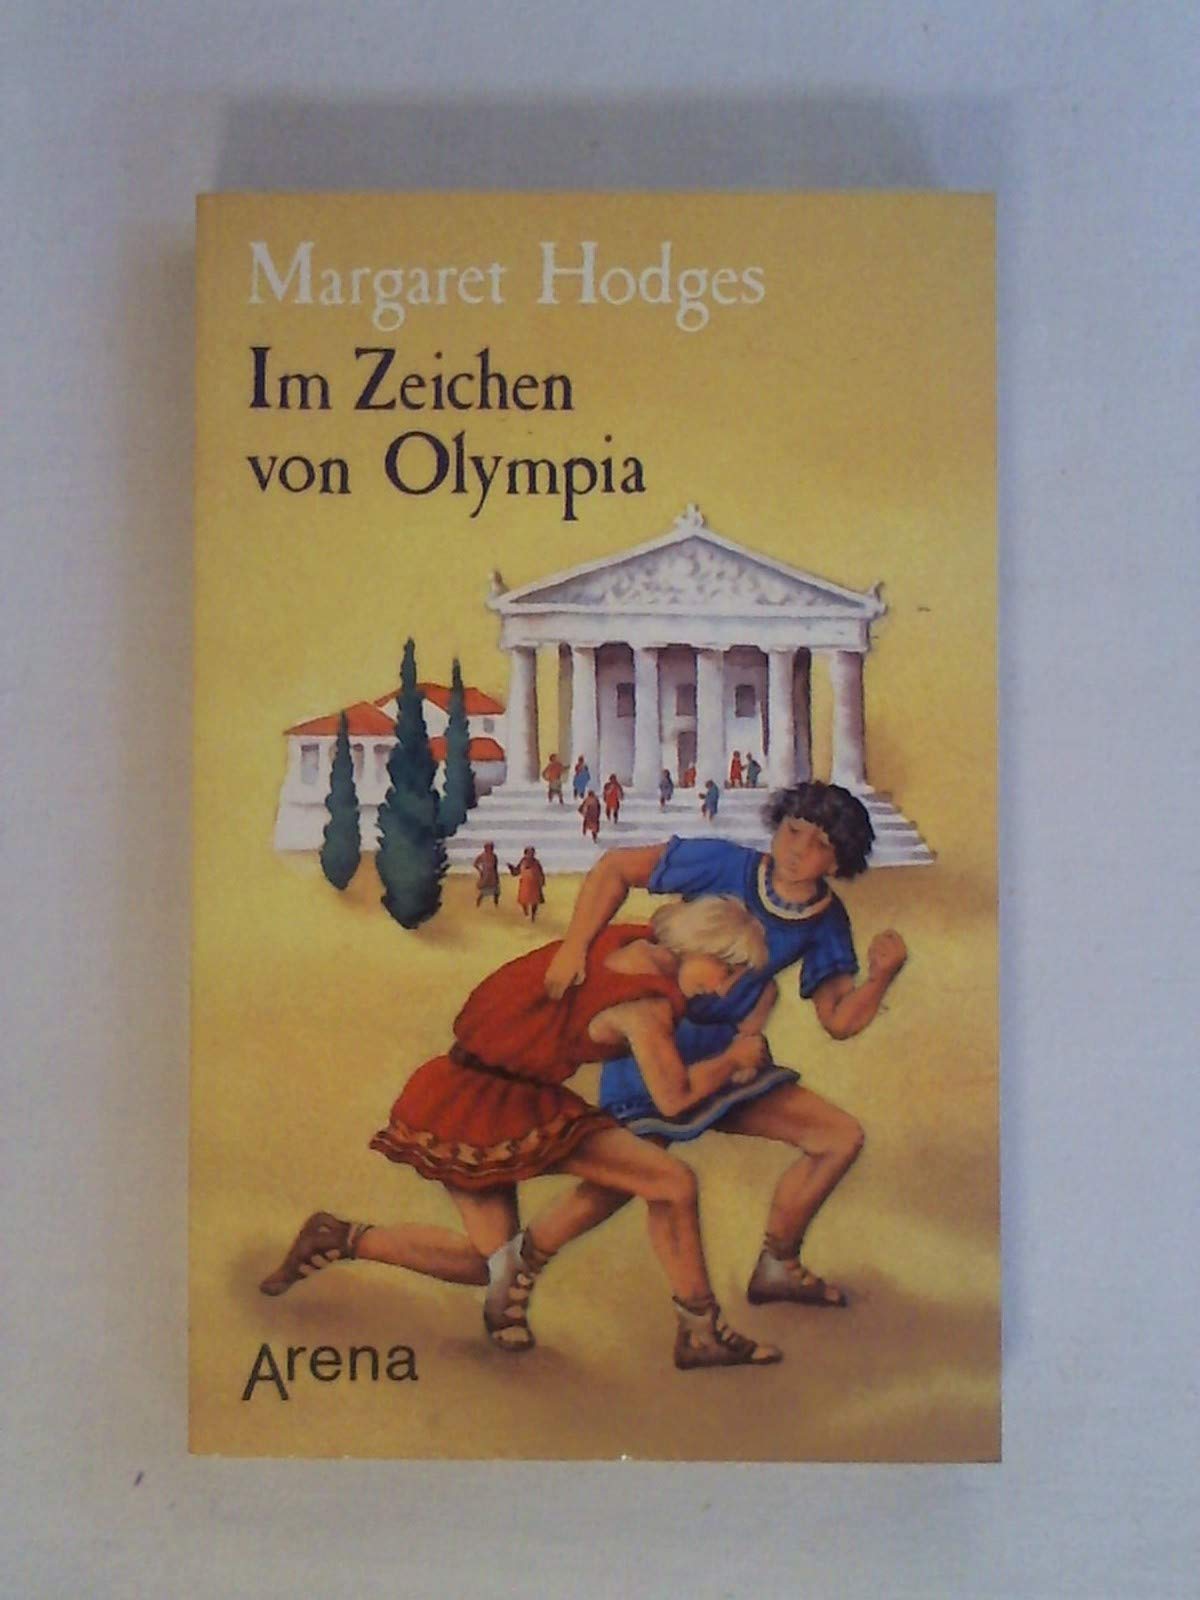 Margaret Hodges
Im Zeichen
von Olympia
Arena